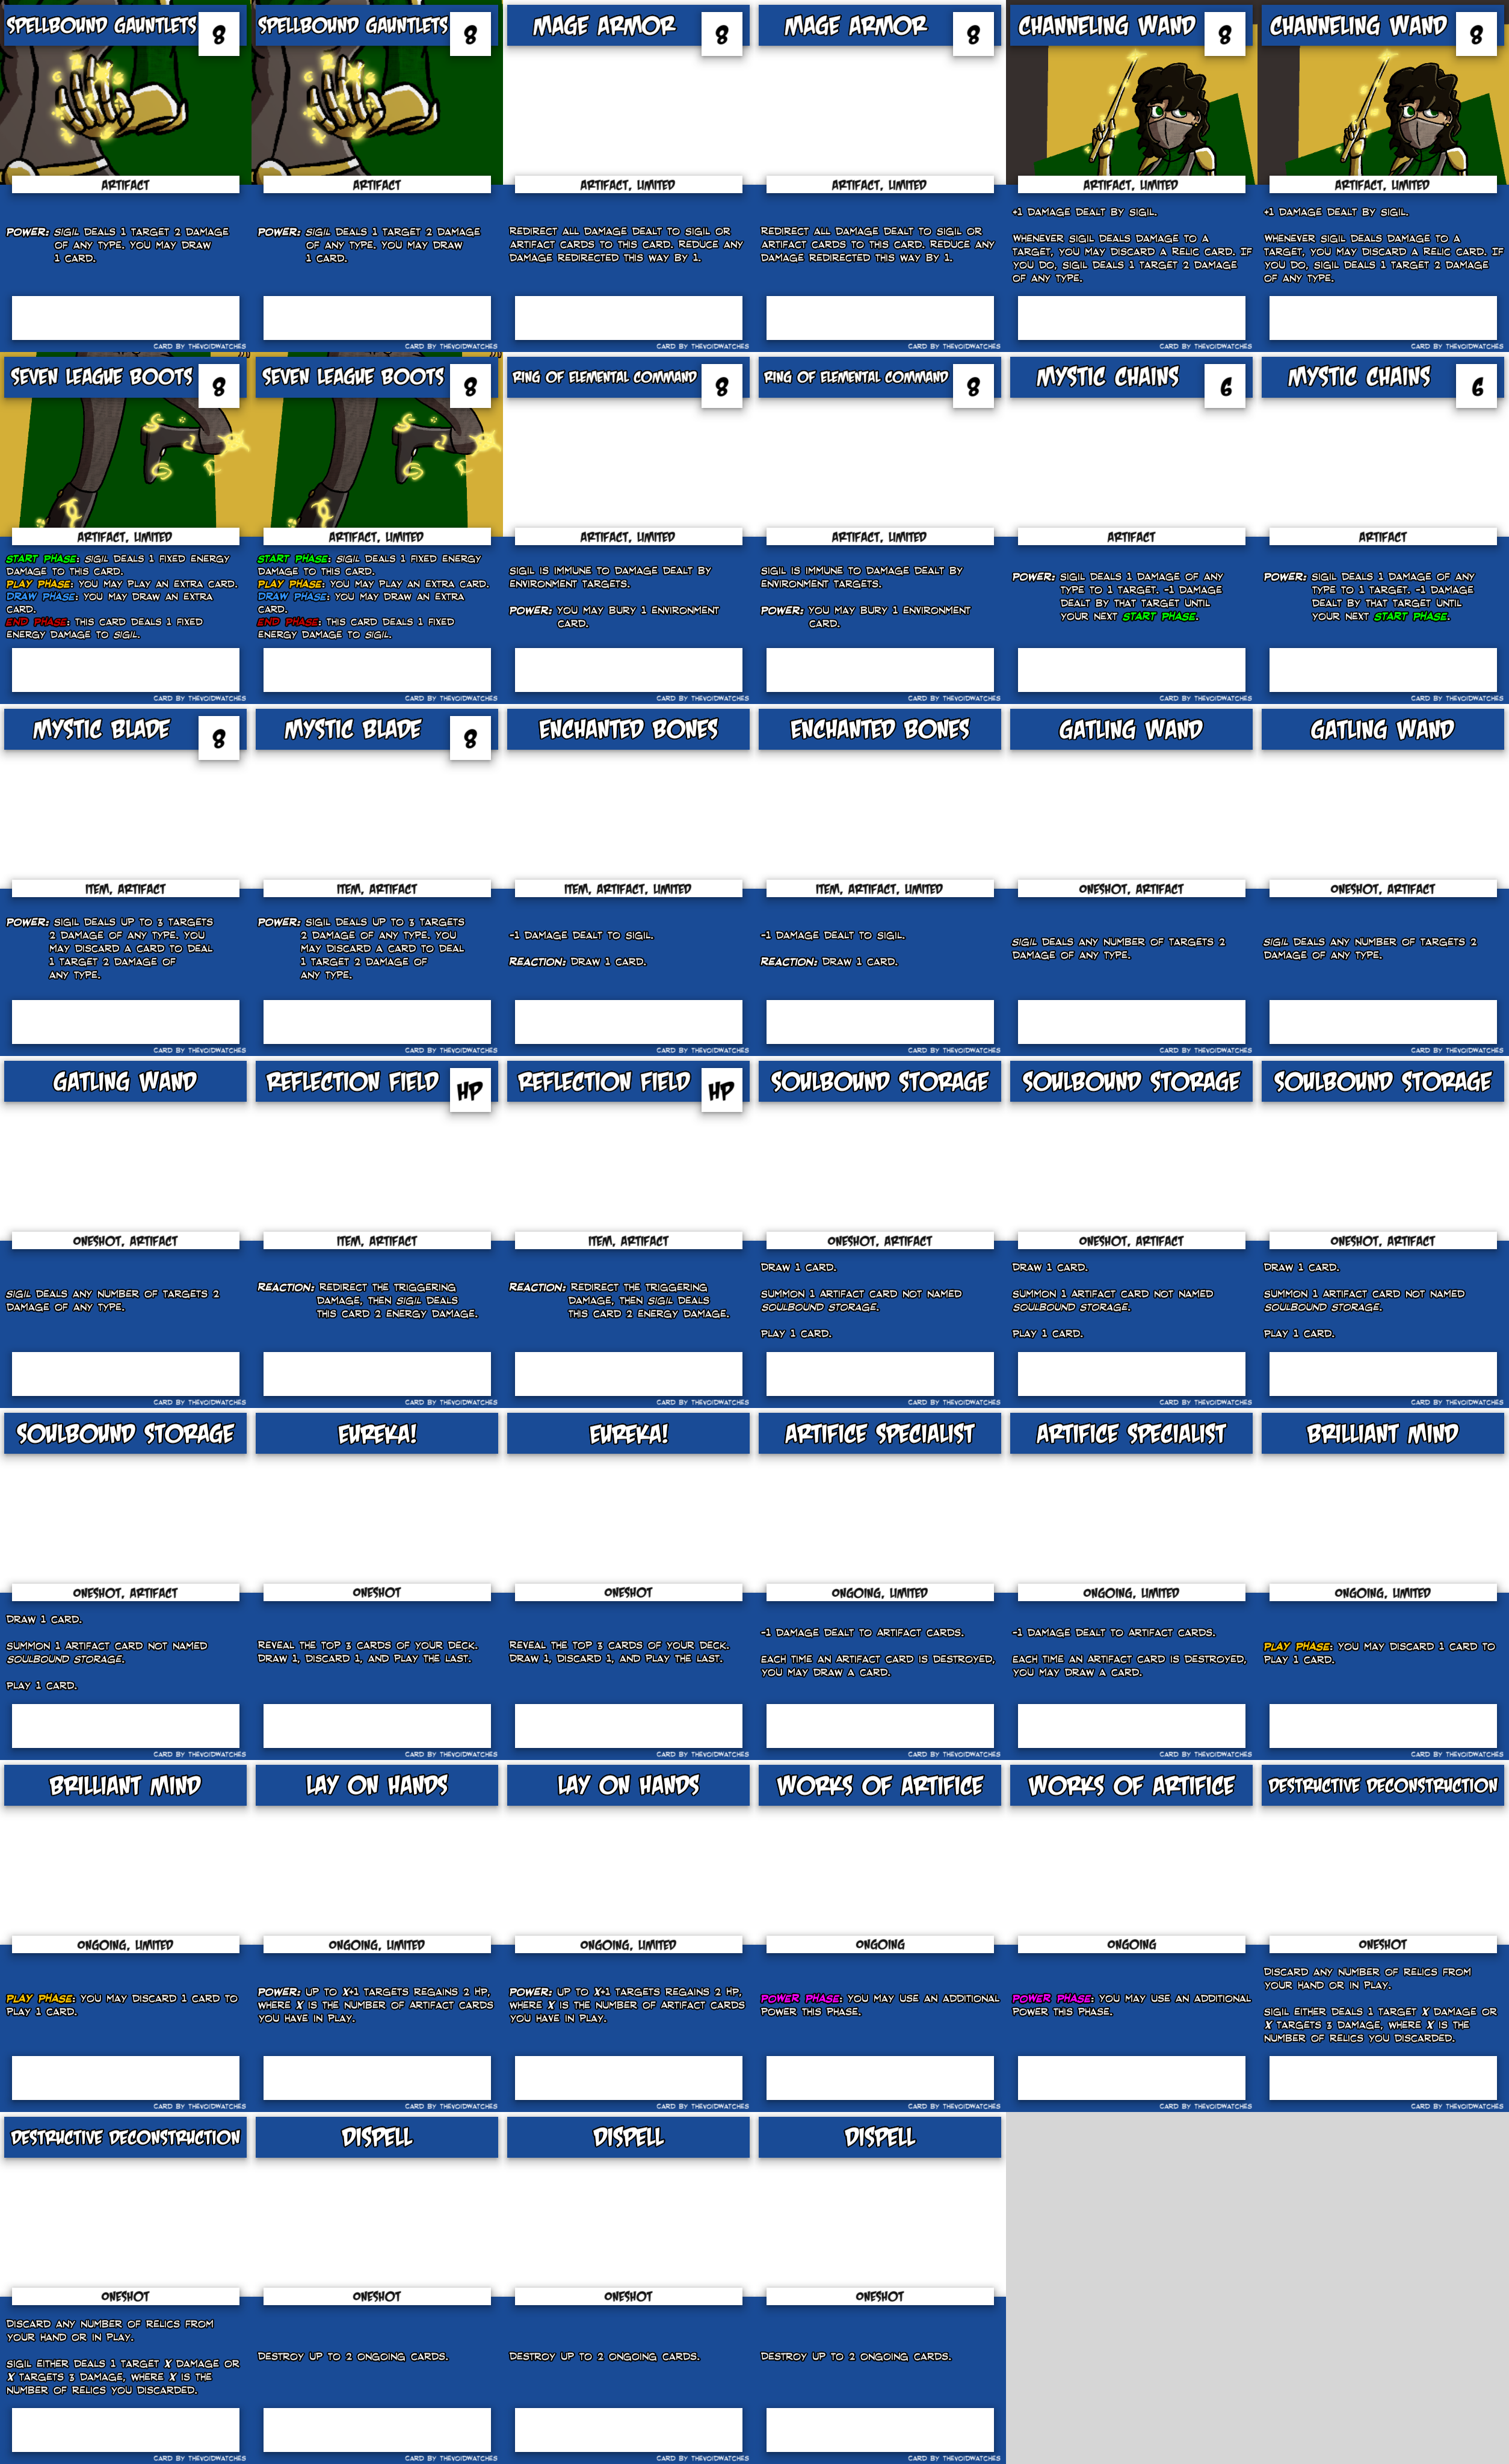 SPELLBOUND GAUNTLETS
8
ARTIFACT
POWER: SIGIL DEALS 1 TARGET 2 DAMAGE
OF ANY TYPE. YOU MAY DRAW
1 CARD.
CARD BY THEVOIDWATCHES
SPELLBOUND GAUNTLETS
8
ARTIFACT
POWER: SIGIL DEALS 1 TARGET 2 DAMAGE
OF ANY TYPE. YOU MAY DRAW
1 CARD.
CARD BY THEVOIDWATCHES
MAGE ARMOR
8
ARTIFACT, LIMITED
REDIRECT ALL DAMAGE DEALT TO SIGIL OR
ARTIFACT CARDS TO THIS CARD. REDUCE ANY
DAMAGE REDIRECTED THIS WAY BY 1.
CARD BY THEVOIDWATCHES
MAGE ARMOR
8
ARTIFACT, LIMITED
REDIRECT ALL DAMAGE DEALT TO SIGIL OR
ARTIFACT CARDS TO THIS CARD. REDUCE ANY
DAMAGE REDIRECTED THIS WAY BY 1.
CARD BY THEVOIDWATCHES
CHANNELING WAND
8
ARTIFACT, LIMITED
+1 DAMAGE DEALT BY SIGIL.
WHENEVER SIGIL DEALS DAMAGE TO A
TARGET, YOU MAY DISCARD A RELIC CARD. IF
YOU DO, SIGIL DEALS 1 TARGET 2 DAMAGE
OF ANY TYPE.
CARD BY THEVOIDWATCHES
CHANNELING WAND
8
ARTIFACT, LIMITED
+1 DAMAGE DEALT BY SIGIL.
WHENEVER SIGIL DEALS DAMAGE TO A
TARGET, YOU MAY DISCARD A RELIC CARD. IF
YOU DO, SIGIL DEALS 1 TARGET 2 DAMAGE
OF ANY TYPE.
CARD BY THEVOIDWATCHES
SEVEN LEAGUE BOOTS
8
ARTIFACT, LIMITED
START PHASE: SIGIL DEALS 1 FIXED ENERGY
DAMAGE TO THIS CARD.
PLAY PHASE: YOU MAY PLAY AN EXTRA CARD.
DRAW PHASE: YOU MAY DRAW AN EXTRA
CARD.
END PHASE: THIS CARD DEALS 1 FIXED
ENERGY DAMAGE TO SIGIL.
CARD BY THEVOIDWATCHES
SEVEN LEAGUE BOOTS
8
ARTIFACT, LIMITED
START PHASE: SIGIL DEALS 1 FIXED ENERGY
DAMAGE TO THIS CARD.
PLAY PHASE: YOU MAY PLAY AN EXTRA CARD.
DRAW PHASE: YOU MAY DRAW AN EXTRA
CARD.
END PHASE: THIS CARD DEALS 1 FIXED
ENERGY DAMAGE TO SIGIL.
CARD BY THEVOIDWATCHES
RING OF ELEMENTAL COMMAND
8
ARTIFACT, LIMITED
SIGIL IS IMMUNE TO DAMAGE DEALT BY
ENVIRONMENT TARGETS.
POWER: YOU MAY BURY 1 ENVIRONMENT
CARD.
CARD BY THEVOIDWATCHES
RING OF ELEMENTAL COMMAND
8
ARTIFACT, LIMITED
SIGIL IS IMMUNE TO DAMAGE DEALT BY
ENVIRONMENT TARGETS.
POWER: YOU MAY BURY 1 ENVIRONMENT
CARD.
CARD BY THEVOIDWATCHES
MYSTIC CHAINS
6
ARTIFACT
POWER: SIGIL DEALS 1 DAMAGE OF ANY
TYPE TO 1 TARGET. -1 DAMAGE
DEALT BY THAT TARGET UNTIL
YOUR NEXT START PHASE.
CARD BY THEVOIDWATCHES
MYSTIC CHAINS
6
ARTIFACT
POWER: SIGIL DEALS 1 DAMAGE OF ANY
TYPE TO 1 TARGET. -1 DAMAGE
DEALT BY THAT TARGET UNTIL
YOUR NEXT START PHASE.
CARD BY THEVOIDWATCHES
MYSTIC BLADE
8
ITEM, ARTIFACT
POWER: SIGIL DEALS UP TO 3 TARGETS
2 DAMAGE OF ANY TYPE. YOU
MAY DISCARD A CARD TO DEAL
1 TARGET 2 DAMAGE OF
ANY TYPE.
CARD BY THEVOIDWATCHES
MYSTIC BLADE
8
ITEM, ARTIFACT
POWER: SIGIL DEALS UP TO 3 TARGETS
2 DAMAGE OF ANY TYPE. YOU
MAY DISCARD A CARD TO DEAL
1 TARGET 2 DAMAGE OF
ANY TYPE.
CARD BY THEVOIDWATCHES
ENCHANTED BONES
ITEM, ARTIFACT, LIMITED
-1 DAMAGE DEALT TO SIGIL.
REACTION: DRAW 1 CARD.
CARD BY THEVOIDWATCHES
ENCHANTED BONES
ITEM, ARTIFACT, LIMITED
-1 DAMAGE DEALT TO SIGIL.
REACTION: DRAW 1 CARD.
CARD BY THEVOIDWATCHES
GATLING WAND
ONESHOT, ARTIFACT
SIGIL DEALS ANY NUMBER OF TARGETS 2
DAMAGE OF ANY TYPE.
CARD BY THEVOIDWATCHES
GATLING WAND
ONESHOT, ARTIFACT
SIGIL DEALS ANY NUMBER OF TARGETS 2
DAMAGE OF ANY TYPE.
CARD BY THEVOIDWATCHES
GATLING WAND
ONESHOT, ARTIFACT
SIGIL DEALS ANY NUMBER OF TARGETS 2
DAMAGE OF ANY TYPE.
CARD BY THEVOIDWATCHES
REFLECTION FIELD
HP
ITEM, ARTIFACT
REACTION: REDIRECT THE TRIGGERING
DAMAGE, THEN SIGIL DEALS
THIS CARD 2 ENERGY DAMAGE.
CARD BY THEVOIDWATCHES
REFLECTION FIELD
HP
ITEM, ARTIFACT
REACTION: REDIRECT THE TRIGGERING
DAMAGE, THEN SIGIL DEALS
THIS CARD 2 ENERGY DAMAGE.
CARD BY THEVOIDWATCHES
SOULBOUND STORAGE
ONESHOT, ARTIFACT
DRAW 1 CARD.
SUMMON 1 ARTIFACT CARD NOT NAMED
SOULBOUND STORAGE.
PLAY 1 CARD.
CARD BY THEVOIDWATCHES
SOULBOUND STORAGE
ONESHOT, ARTIFACT
DRAW 1 CARD.
SUMMON 1 ARTIFACT CARD NOT NAMED
SOULBOUND STORAGE.
PLAY 1 CARD.
CARD BY THEVOIDWATCHES
SOULBOUND STORAGE
ONESHOT, ARTIFACT
DRAW 1 CARD.
SUMMON 1 ARTIFACT CARD NOT NAMED
SOULBOUND STORAGE.
PLAY 1 CARD.
CARD BY THEVOIDWATCHES
SOULBOUND STORAGE
ONESHOT, ARTIFACT
DRAW 1 CARD.
SUMMON 1 ARTIFACT CARD NOT NAMED
SOULBOUND STORAGE.
PLAY 1 CARD.
CARD BY THEVOIDWATCHES
EUREKA!
ONESHOT
REVEAL THE TOP 3 CARDS OF YOUR DECK.
DRAW 1, DISCARD 1, AND PLAY THE LAST.
CARD BY THEVOIDWATCHES
EUREKA!
ONESHOT
REVEAL THE TOP 3 CARDS OF YOUR DECK.
DRAW 1, DISCARD 1, AND PLAY THE LAST.
CARD BY THEVOIDWATCHES
ARTIFICE SPECIALIST
ONGOING, LIMITED
-1 DAMAGE DEALT TO ARTIFACT CARDS.
EACH TIME AN ARTIFACT CARD IS DESTROYED,
YOU MAY DRAW A CARD.
CARD BY THEVOIDWATCHES
ARTIFICE SPECIALIST
ONGOING, LIMITED
-1 DAMAGE DEALT TO ARTIFACT CARDS.
EACH TIME AN ARTIFACT CARD IS DESTROYED,
YOU MAY DRAW A CARD.
CARD BY THEVOIDWATCHES
BRILLIANT MIND
ONGOING, LIMITED
PLAY PHASE: YOU MAY DISCARD 1 CARD TO
PLAY 1 CARD.
CARD BY THEVOIDWATCHES
BRILLIANT MIND
ONGOING, LIMITED
PLAY PHASE: YOU MAY DISCARD 1 CARD TO
PLAY 1 CARD.
CARD BY THEVOIDWATCHES
LAY ON HANDS
ONGOING, LIMITED
POWER: UP TO X+1 TARGETS REGAINS 2 HP,
WHERE X IS THE NUMBER OF ARTIFACT CARDS
YOU HAVE IN PLAY.
CARD BY THEVOIDWATCHES
LAY ON HANDS
ONGOING, LIMITED
POWER: UP TO X+1 TARGETS REGAINS 2 HP,
WHERE X IS THE NUMBER OF ARTIFACT CARDS
YOU HAVE IN PLAY.
CARD BY THEVOIDWATCHES
WORKS OF ARTIFICE
ONGOING
POWER PHASE: YOU MAY USE AN ADDITIONAL
POWER THIS PHASE.
CARD BY THEVOIDWATCHES
WORKS OF ARTIFICE
ONGOING
POWER PHASE: YOU MAY USE AN ADDITIONAL
POWER THIS PHASE.
CARD BY THEVOIDWATCHES
DESTRUCTIVE DECONSTRUCTION
ONESHOT
DISCARD ANY NUMBER OF RELICS FROM
YOUR HAND OR IN PLAY.
SIGIL EITHER DEALS 1 TARGET X DAMAGE OR
X TARGETS 3 DAMAGE, WHERE X IS THE
NUMBER OF RELICS YOU DISCARDED.
CARD BY THEVOIDWATCHES
DESTRUCTIVE DECONSTRUCTION
ONESHOT
DISCARD ANY NUMBER OF RELICS FROM
YOUR HAND OR IN PLAY.
SIGIL EITHER DEALS 1 TARGET X DAMAGE OR
X TARGETS 3 DAMAGE, WHERE X IS THE
NUMBER OF RELICS YOU DISCARDED.
CARD BY THEVOIDWATCHES
DISPELL
ONESHOT
DESTROY UP TO 2 ONGOING CARDS.
CARD BY THEVOIDWATCHES
DISPELL
ONESHOT
DESTROY UP TO 2 ONGOING CARDS.
CARD BY THEVOIDWATCHES
DISPELL
ONESHOT
DESTROY UP TO 2 ONGOING CARDS.
CARD BY THEVOIDWATCHES